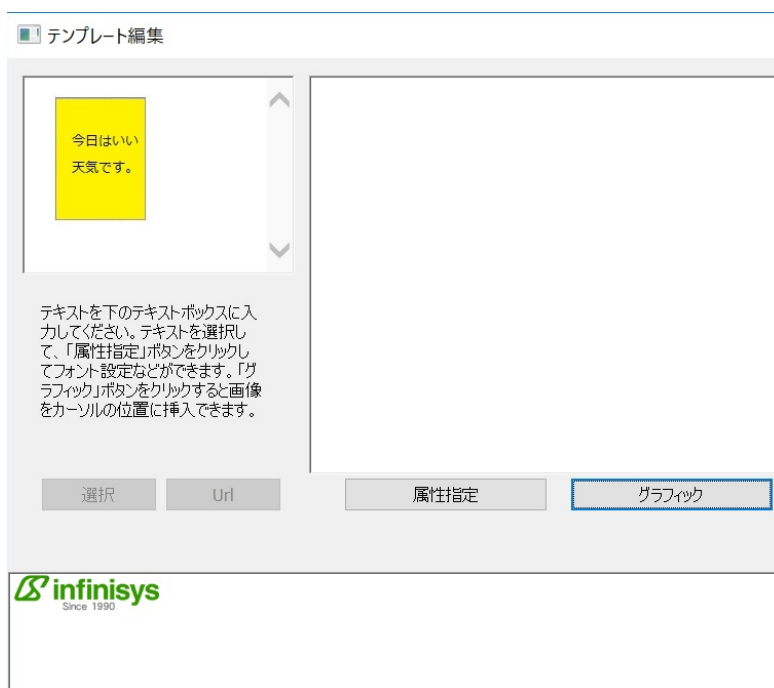 テンプレート編集
今日はいい
天気です。
テキストを下のテキストボックスに入
力してください。テキストを選択し
て、「属性指定」ボタンをクリックし
てフォント設定などができます。「グ
ラフィック」ボタンをクリックすると画像
をカーソルの位置に挿入できます。
選択
Url
属性指定
グラフィック
infinisys
Since 1990